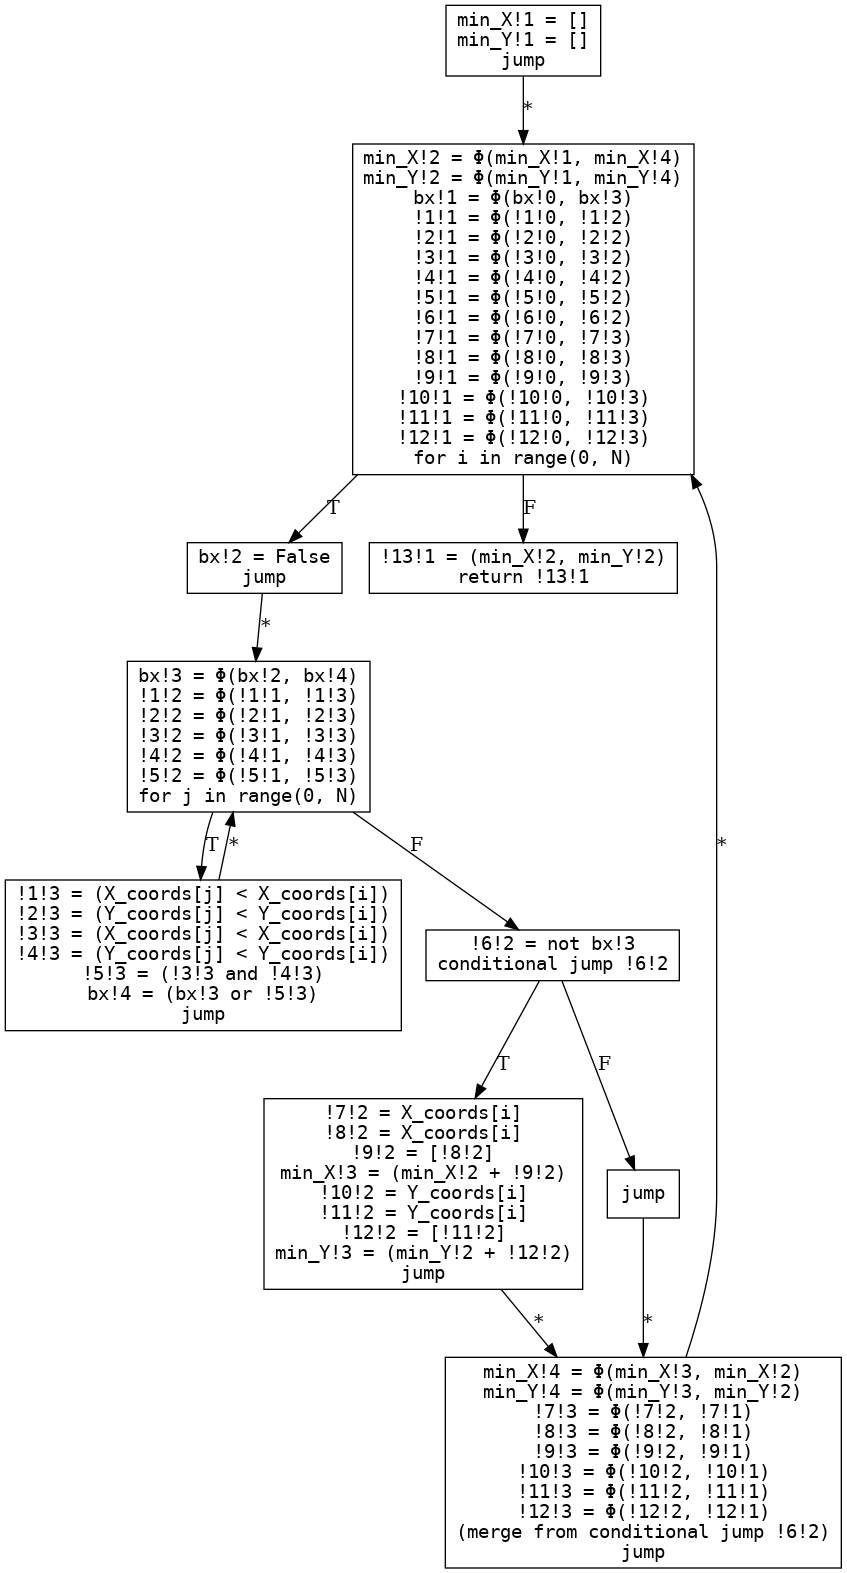 min_X!1 = []
min_Y!1 = []
jump
*
min_X!2 = Φ(min_X!1, min_X!4)
min_Y!2 = Φ(min_Y!1, min_Y!4)
bx!1 = Φ(bx!0, bx!3)
!1!1 = Φ(!1!0, !1!2)
!2!1 = Φ(!2!0, !2!2)
!3!1 = Φ(!3!0, !3!2)
!4!1 = Φ(!4!0, !4!2)
!5!1 = Φ(!5!0, !5!2)
!6!1 = Φ(!6!0, !6!2)
!7!1 = Φ(!7!0, !7!3)
!8!1 = Φ(!8!0, !8!3)
!9!1 = Φ(!9!0, !9!3)
!10!1 = Φ(!10!0, !10!3)
!11!1 = Φ(!11!0, !11!3)
!12!1 = Φ(!12!0, !12!3)
for i in range(0, N)
T
F
bx!2 = False
jump
!13!1 = (min_X!2, min_Y!2)
return !13!1
*
bx!3 = Φ(bx!2, bx!4)
!1!2 = Φ(!1!1, !1!3)
!2!2 = Φ(!2!1, !2!3)
!3!2 = Φ(!3!1, !3!3)
!4!2 = Φ(!4!1, !4!3)
!5!2 = Φ(!5!1, !5!3)
for j in range(0, N)
T
*
F
*
!1!3 = (X_coords[j] < X_coords[i])
!2!3 = (Y_coords[j] < Y_coords[i])
!3!3 = (X_coords[j] < X_coords[i])
!4!3 = (Y_coords[j] < Y_coords[i])
!5!3 = (!3!3 and !4!3)
bx!4 = (bx!3 or !5!3)
jump
!6!2 = not bx!3
conditional jump !6!2
T
F
!7!2 = X_coords[i]
!8!2 = X_coords[i]
!9!2 = [!8!2]
min_X!3 = (min_X!2 + !9!2)
!10!2 = Y_coords[i]
!11!2 = Y_coords[i]
!12!2 = [!11!2]
min_Y!3 = (min_Y!2 + !12!2)
jump
jump
*
*
min_X!4 = Φ(min_X!3, min_X!2)
min_Y!4 = Φ(min_Y!3, min_Y!2)
!7!3 = Φ(!7!2, !7!1)
!8!3 = Φ(!8!2, !8!1)
!9!3 = Φ(!9!2, !9!1)
!10!3 = Φ(!10!2, !10!1)
!11!3 = Φ(!11!2, !11!1)
!12!3 = Φ(!12!2, !12!1)
(merge from conditional jump !6!2)
jump